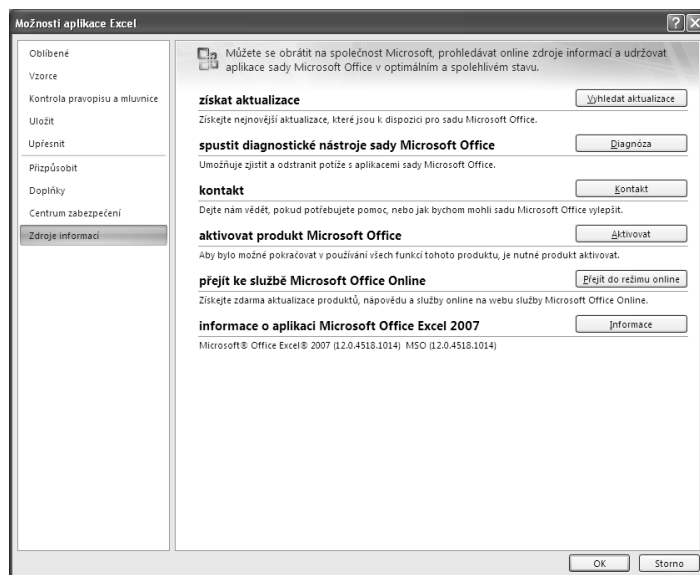 Možnosti aplikace Excel
Oblíbené
Vzorce
Kontrola pravopisu a mluvnice
Uložit
Upřesnit
Přizpůsobit
Doplňky
Centrum zabezpečení
Zdroje informací
Můžete se obrátit na společnost Microsoft, prohledávat online zdroje informací a udržovat
aplikace sady Microsoft Office v optimálním a spolehlivém stavu.
získat aktualizace
Vyhledat aktualizace
Získejte nejnovější aktualizace, které jsou k dispozici pro sadu Microsoft Office.
spustit diagnostické nástroje sady Microsoft Office
Diagnóza
Umožňuje zjistit a odstranit potíže s aplikacemi sady Microsoft Office.
kontakt
Kontakt
Dejte nám vědět, pokud potřebujete pomoc, nebo jak bychom mohli sadu Microsoft Office vylepšit.
aktivovat produkt Microsoft Office
Aktivovat
Aby bylo možné pokračovat v používání všech funkcí tohoto produktu, je nutné produkt aktivovat.
přejít ke službě Microsoft Office Online
Přejít do režimu online
Získejte zdarma aktualizace produktů, nápovědu a služby online na webu služby Microsoft Office Online.
informace o aplikaci Microsoft Office Excel 2007
Informace
Microsoft® Office Excel® 2007 (12.0.4518.1014) MSO (12.0.4518.1014)
OK
Storno